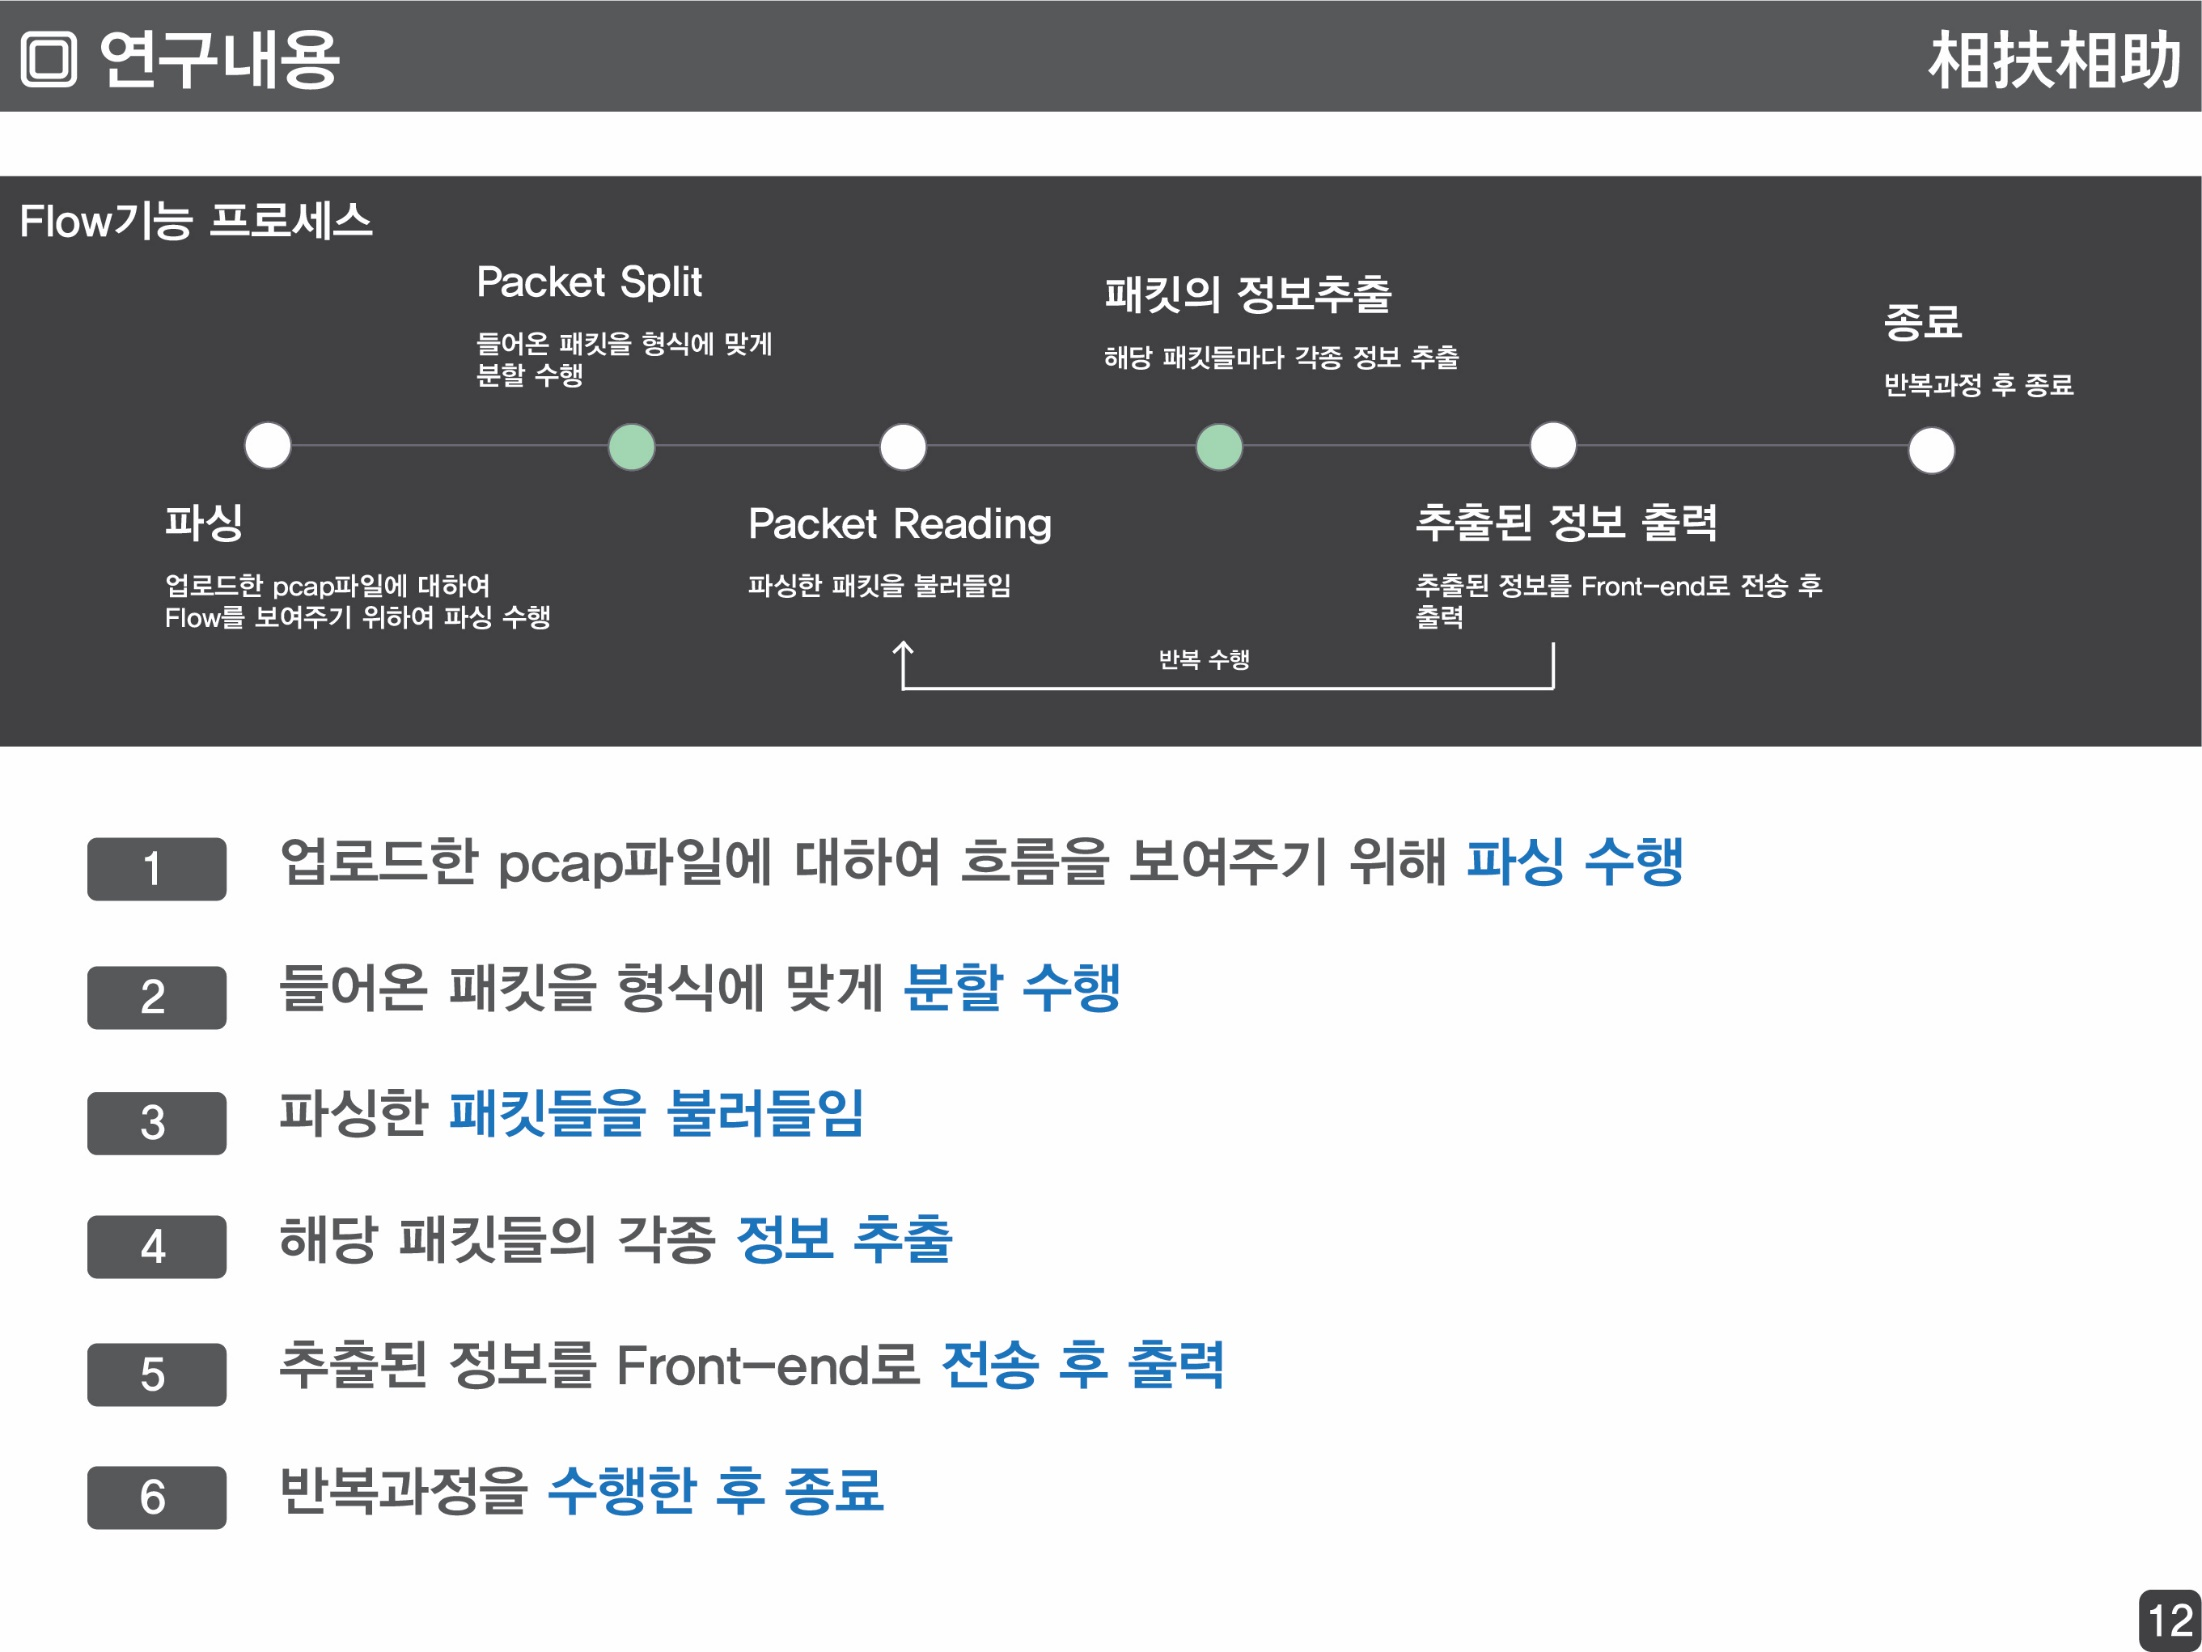 연구내용
相扶相助
Flow기능 프로세스
Packet Split
들어온 패킷을 형식에 맞게
분할 수행
패킷의 정보추출
해당 패킷들마다 각종 정보 추출
종료
반복과정 후 종료
파싱
업로드한 pcap파일에 대하여
Flow를 보여주기 위하여 파싱 수행
Packet Reading
파싱한 패킷을 불러들임
추출된 정보 출력
추출된 정보를 Front-end로 전송 후
출력
반복 수행
1 업로드한 pcap파일에 대하여 흐름을 보여주기 위해 파싱 수행
2 들어온 패킷을 형식에 맞게 분할 수행
3 파싱한 패킷들을 불러들임
4 해당 패킷들의 각종 정보 추출
5 추출된 정보를 Front-end로 전송 후 출력
6 반복과정을 수행한 후 종료
12